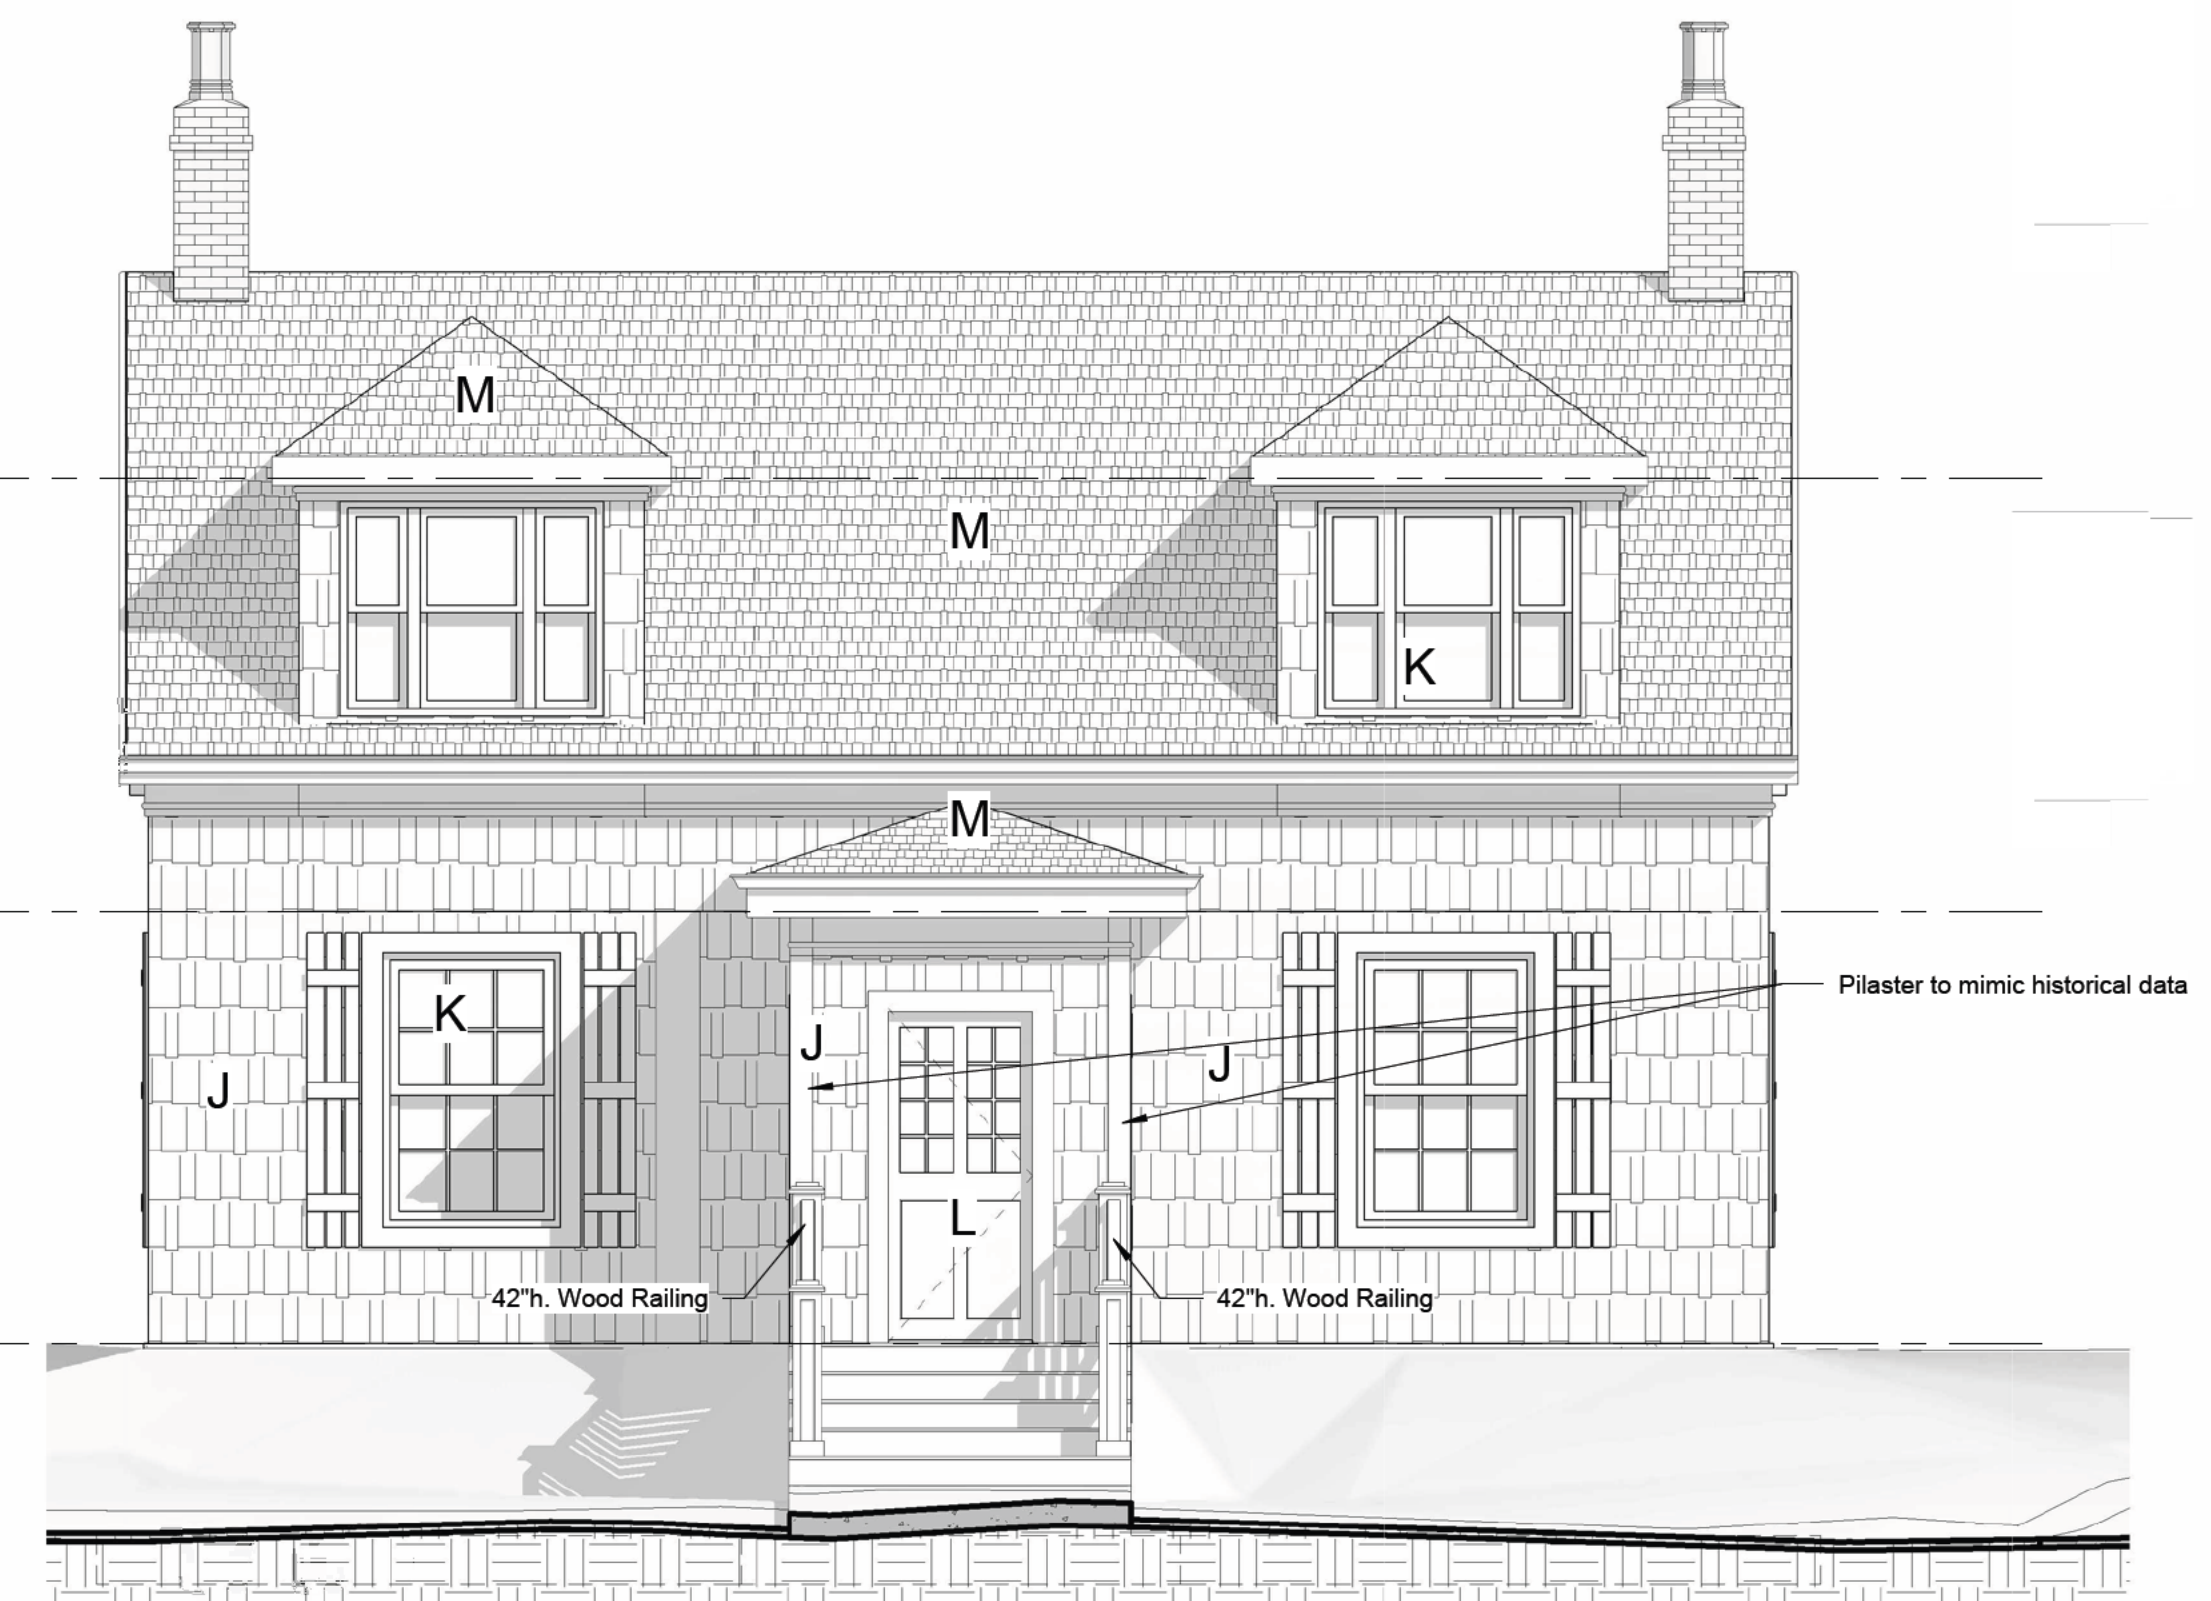 M
M
K
M
Pilaster to mimic historical data
K
J
J
J
L
42"h. Wood Railing
42"h. Wood Railing